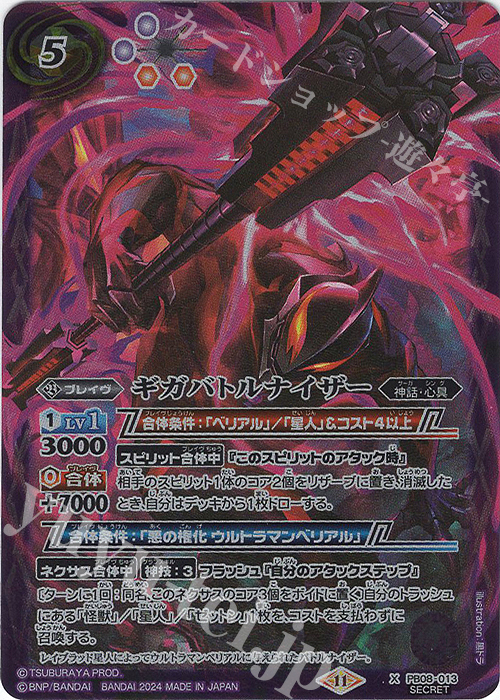 5
カードショップ-遊々亭-
ブレイヴ
ギガバトルナイザー
神話・心具
1 LV1
3000
合体条件:「ベリアル」/「星人」&コスト4以上
スピリット合体中 『このスピリットのアタック時』
0 合体
+7000
相手のスピリット1体のコア2個をリザーブに置き、消滅した
とき、自分はデッキから1枚ドローする。
合体条件:「悪の権化 ウルトラマンベリアル」
ネクサス合体中 神技:3 フラッシュ『自分のアタックステップ』
[ターンに1回:同名]このネクサスのコア3個をボイドに置く:自分のトラッシュ
にある「怪獣」/「星人」/「ゼットン」1枚を、コストを支払わずに
召喚する。
レイブラッド星人によってウルトラマンベリアルに与えられたバトルナイザー。
yuyu-tei.jp
illustration:丽ドラ
©TSUBURAYA PROD.
©BNP/BANDAI BANDAI 2024 MADE IN JAPAN
11
X PB08-013
SECRET